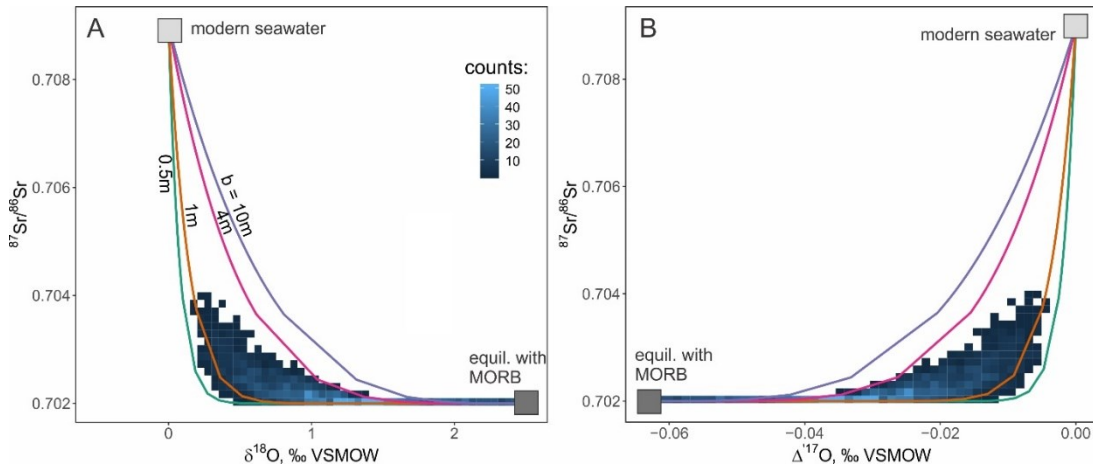 A
modern seawater
counts:
50
40
30
20
10
0.5m
1m
4m
b = 10m
equil. with
MORB
0.708
0.706
0.704
0.702
⁸⁷Sr/⁸⁶Sr
0
1
2
δ¹⁸O, ‰ VSMOW
B
modern seawater
equil. with
MORB
0.708
0.706
0.704
0.702
⁸⁷Sr/⁸⁶Sr
−0.06
−0.04
−0.02
0.00
Δ'¹⁷O, ‰ VSMOW